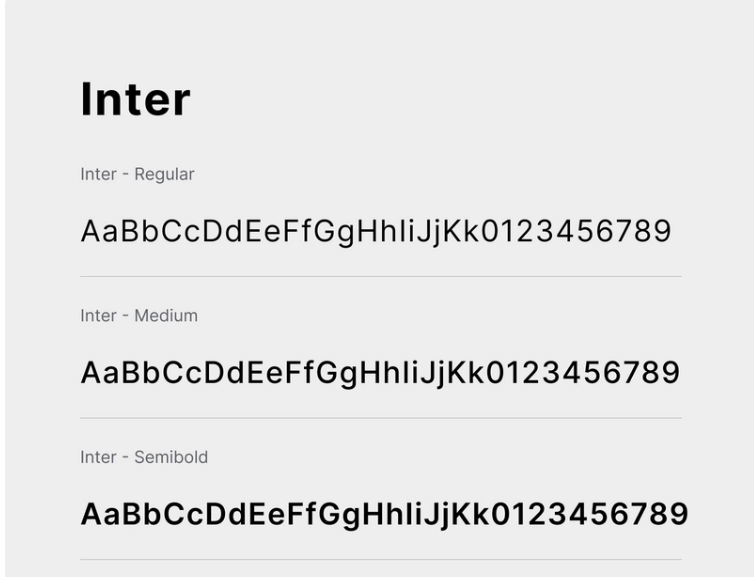 Inter
Inter - Regular
AaBbCcDdEeFfGgHhIiJjKk0123456789
Inter - Medium
AaBbCcDdEeFfGgHhIiJjKk0123456789
Inter - Semibold
AaBbCcDdEeFfGgHhIiJjKk0123456789